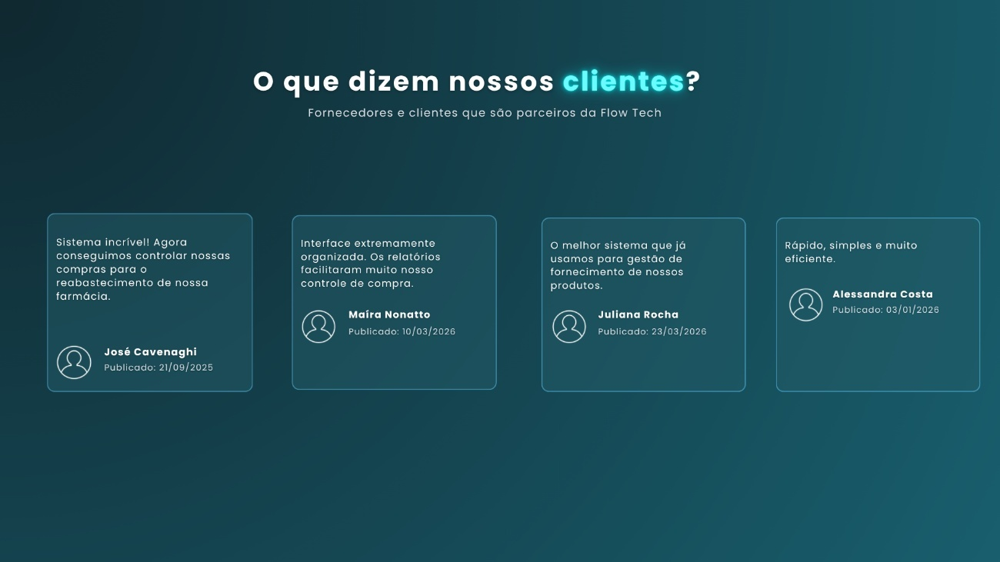 O que dizem nossos clientes?
Fornecedores e clientes que são parceiros da Flow Tech
Sistema incrível! Agora
conseguimos controlar nossas
compras para o
reabastecimento de nossa
farmácia.
José Cavenaghi
Publicado: 21/09/2025
Interface extremamente
organizada. Os relatórios
facilitaram muito nosso
controle de compra.
Maíra Nonatto
Publicado: 10/03/2026
O melhor sistema que já
usamos para gestão de
fornecimento de nossos
produtos.
Juliana Rocha
Publicado: 23/03/2026
Rápido, simples e muito
eficiente.
Alessandra Costa
Publicado: 03/01/2026